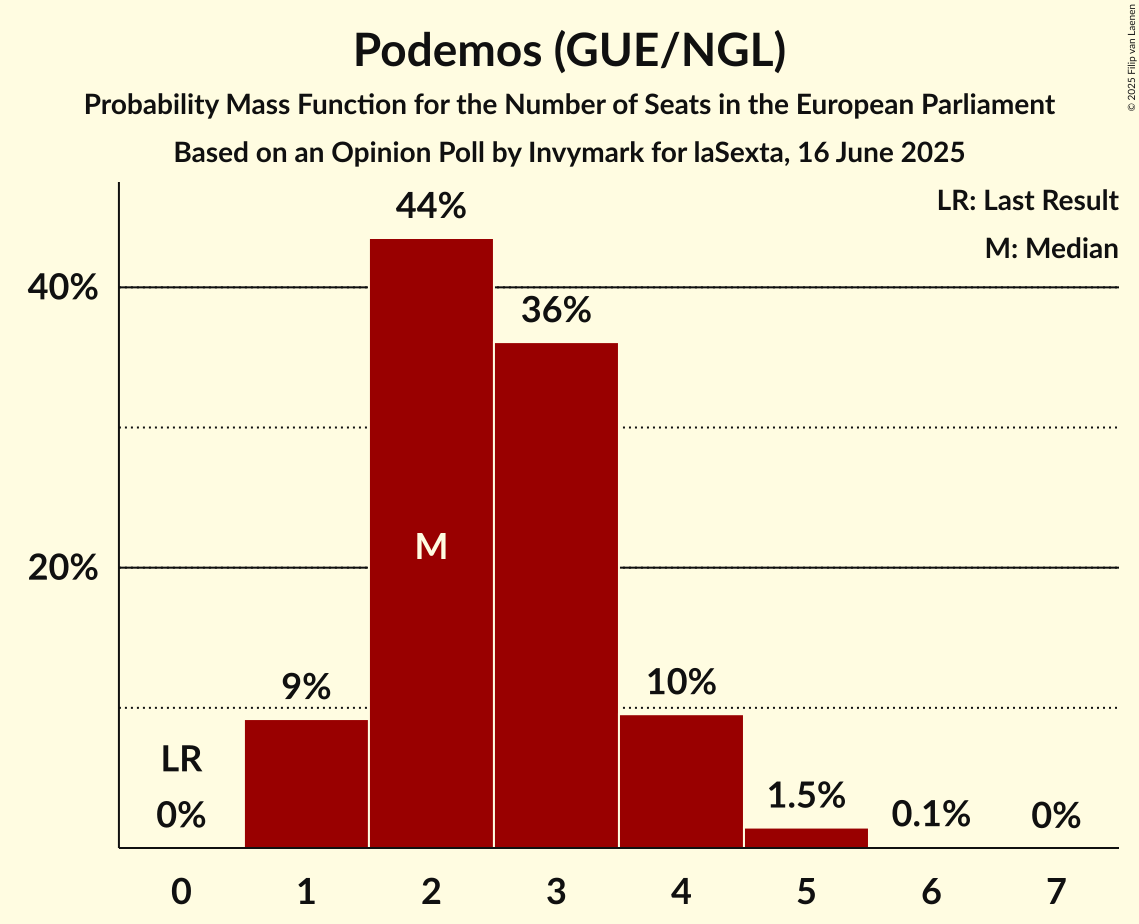 Podemos (GUE/NGL)
Probability Mass Function for the Number of Seats in the European Parliament
Based on an Opinion Poll by Invymark for laSexta, 16 June 2025
© 2025 Filip van Laenen
LR: Last Result
M: Median
44%
40%
36%
M
20%
10%
9%
LR
0%
1.5%
0.1%
0%
0 1 2 3 4 5 6 7